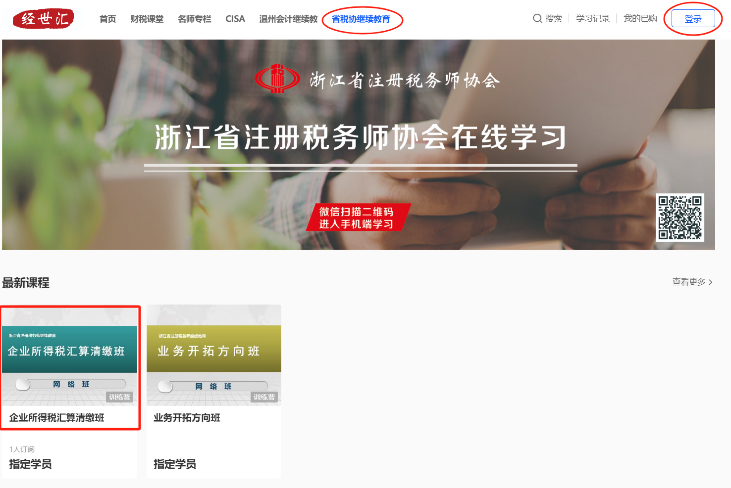 经世汇
首页 财税课堂 名师专栏 CISA 温州会计继续教 省税协继续教育 搜索 学习记录 我的已购 登录
浙江省注册税务师协会
浙江省注册税务师协会在线学习
微信扫描二维码
进入手机端学习
最新课程
查看更多
企业所得税汇算清缴班
网络班
训练营
企业所得税汇算清缴班
1人订阅
指定学员
业务开拓方向班
网络班
训练营
业务开拓方向班
指定学员